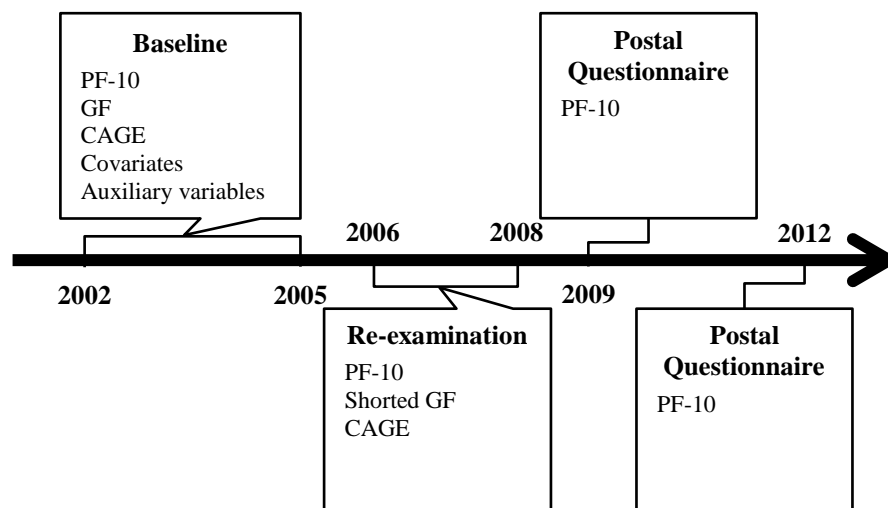 Baseline
PF-10
GF
CAGE
Covariates
Auxiliary variables
Postal
Questionnaire
PF-10
2006
2008
2012
2002
2005
2009
Re-examination
PF-10
Shorted GF
CAGE
Postal
Questionnaire
PF-10